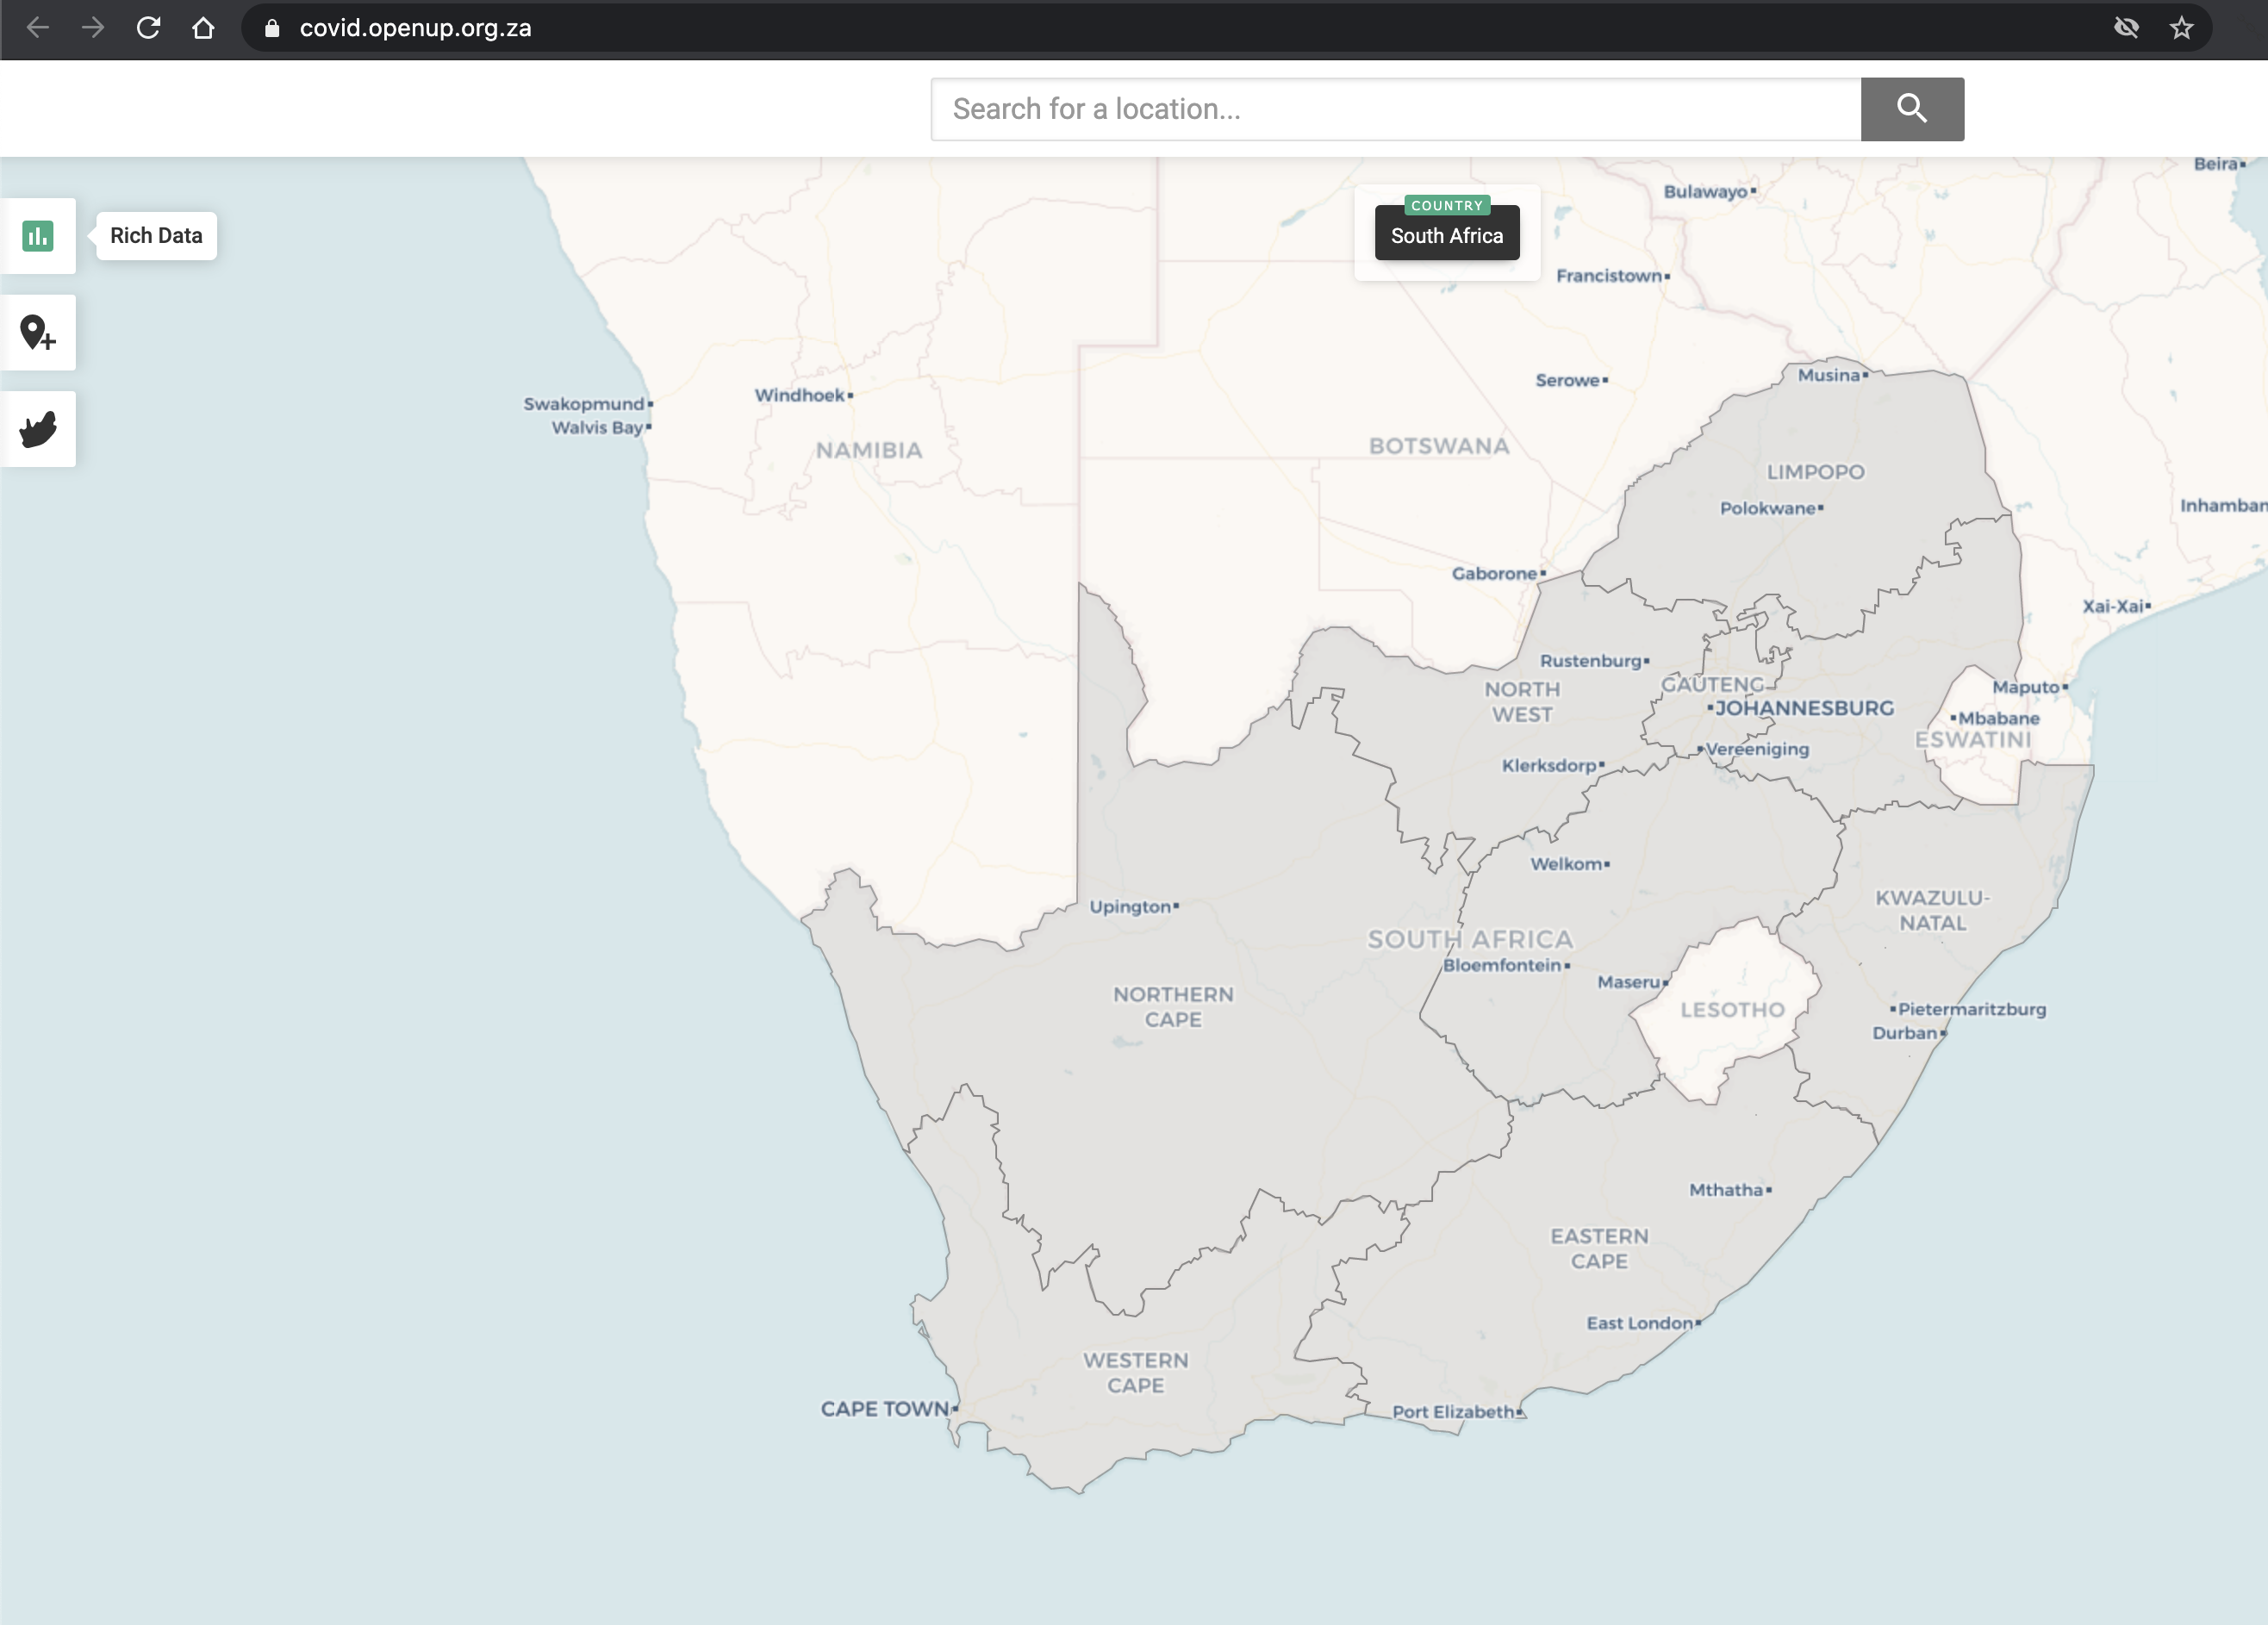 covid.openup.org.za
Search for a location...
Rich Data
COUNTRY
South Africa
Beira
Bulawayo
Francistown
Serowe
Musina
Windhoek
Swakopmund
Walvis Bay
NAMIBIA
BOTSWANA
LIMPOPO
Polokwane
Inhamban
Gaborone
Xai-Xai
Rustenburg
NORTH
WEST
GAUTENG
JOHANNESBURG
Maputo
Mbabane
ESWATINI
Vereeniging
Klerksdorp
Welkom
Upington
KWAZULU-
NATAL
SOUTH AFRICA
Bloemfontein
Maseru
LESOTHO
NORTHERN
CAPE
Pietermaritzburg
Durban
Mthatha
EASTERN
CAPE
East London
WESTERN
CAPE
CAPE TOWN
Port Elizabeth